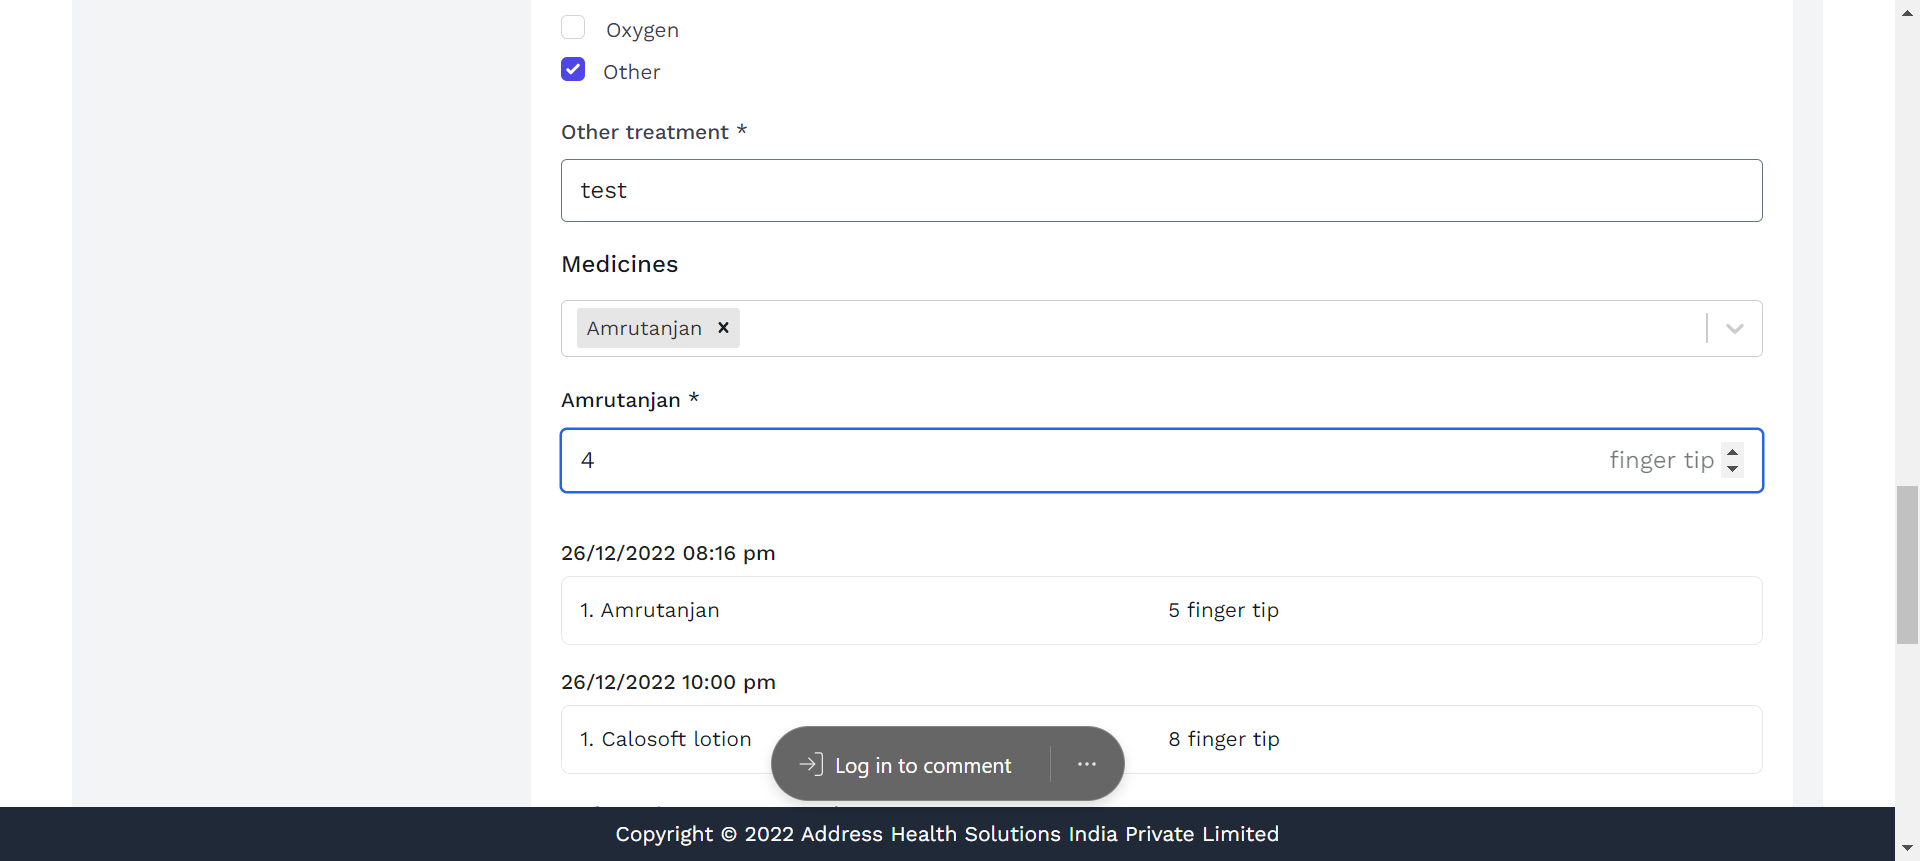 Oxygen
Other
Other treatment *
test
Medicines
Amrutanjan ×
Amrutanjan *
4 finger tip
26/12/2022 08:16 pm
1. Amrutanjan 5 finger tip
26/12/2022 10:00 pm
1. Calosoft lotion 8 finger tip
Log in to comment ...
Copyright © 2022 Address Health Solutions India Private Limited